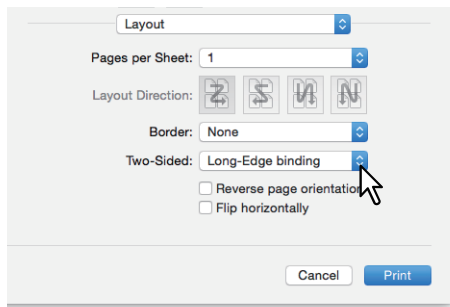 Layout
Pages per Sheet: 1
Layout Direction:
Border: None
Two-Sided: Long-Edge binding
Reverse page orientation
Flip horizontally
Cancel Print